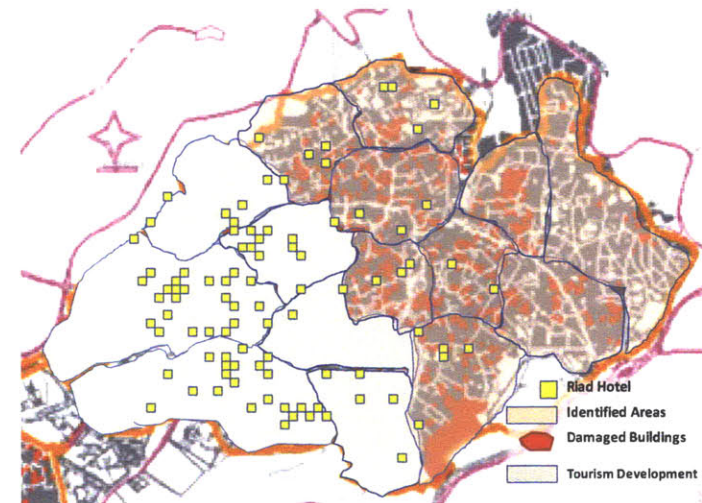 Riad Hotel
Identified Areas
Damaged Buildings
Tourism Development